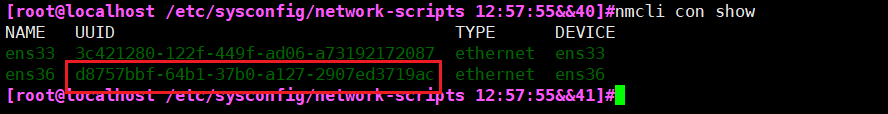 [root@localhost /etc/sysconfig/network-scripts 12:57:55&&40]#nmcli con show
NAME   UUID                                  TYPE      DEVICE
ens33  3c421280-122f-449f-ad06-a73192172087  ethernet  ens33
ens36  d8757bbf-64b1-37b0-a127-2907ed3719ac  ethernet  ens36
[root@localhost /etc/sysconfig/network-scripts 12:57:55&&41]#